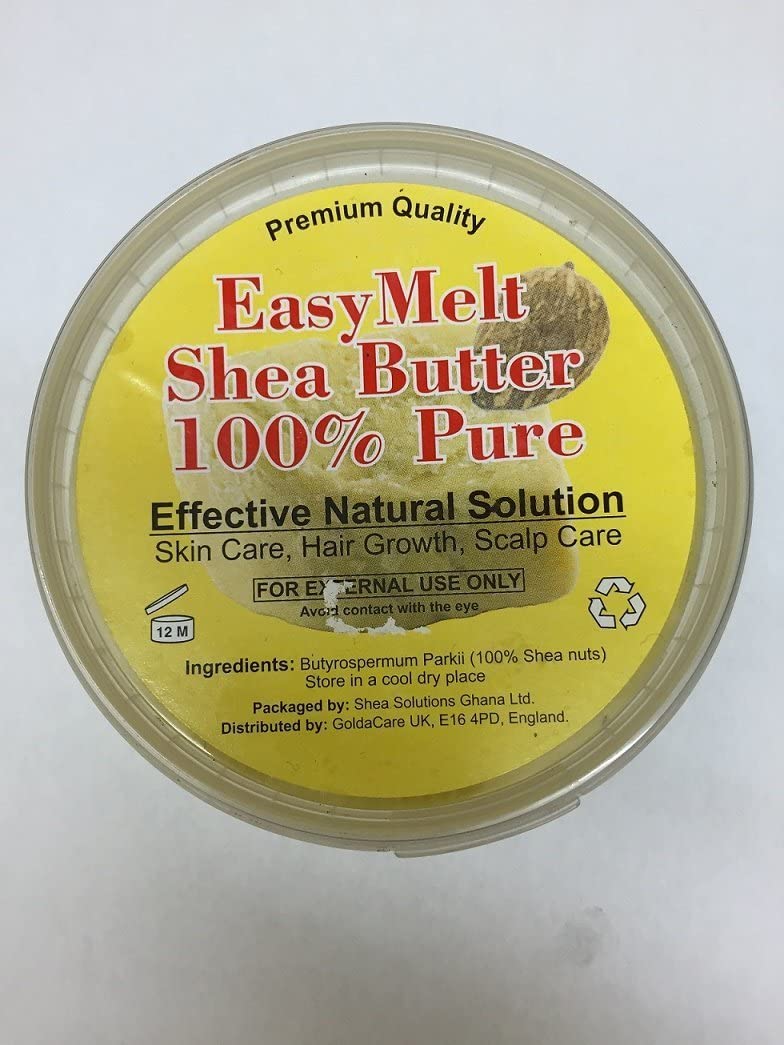 Premium Quality
EasyMelt
Shea Butter
100% Pure
Effective Natural Solution
Skin Care, Hair Growth, Scalp Care
FOR EXTERNAL USE ONLY
Avoid contact with the eye
12 M
Ingredients: Butyrospermum Parkii (100% Shea nuts)
Store in a cool dry place
Packaged by: Shea Solutions Ghana Ltd.
Distributed by: GoldaCare UK, E16 4PD, England.